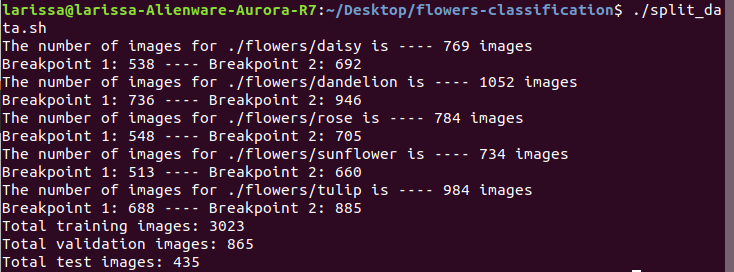 larissa@larissa-Alienware-Aurora-R7:~/Desktop/flowers-classification$ ./split_da
ta.sh
The number of images for ./flowers/daisy is ---- 769 images
Breakpoint 1: 538 ---- Breakpoint 2: 692
The number of images for ./flowers/dandelion is ---- 1052 images
Breakpoint 1: 736 ---- Breakpoint 2: 946
The number of images for ./flowers/rose is ---- 784 images
Breakpoint 1: 548 ---- Breakpoint 2: 705
The number of images for ./flowers/sunflower is ---- 734 images
Breakpoint 1: 513 ---- Breakpoint 2: 660
The number of images for ./flowers/tulip is ---- 984 images
Breakpoint 1: 688 ---- Breakpoint 2: 885
Total training images: 3023
Total validation images: 865
Total test images: 435